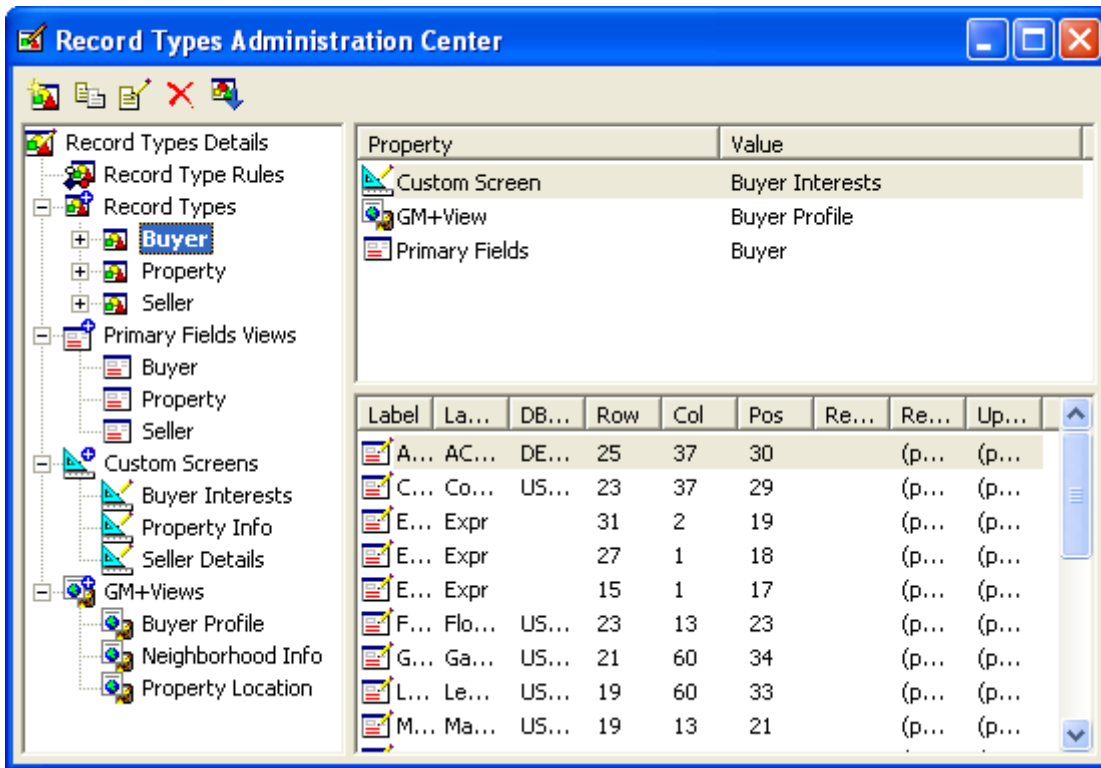 Record Types Administration Center
Record Types Details
Record Type Rules
Record Types
Buyer
Property
Seller
Primary Fields Views
Buyer
Property
Seller
Custom Screens
Buyer Interests
Property Info
Seller Details
GM+Views
Buyer Profile
Neighborhood Info
Property Location
Property Value
Custom Screen Buyer Interests
GM+View Buyer Profile
Primary Fields Buyer
Label La... DB... Row Col Pos Re... Re... Up...
A... AC... DE... 25 37 30 (p... (p...
C... Co... US... 23 37 29 (p... (p...
E... Expr 31 2 19 (p... (p...
E... Expr 27 1 18 (p... (p...
E... Expr 15 1 17 (p... (p...
F... Flo... US... 23 13 23 (p... (p...
G... Ga... US... 21 60 34 (p... (p...
L... Le... US... 19 60 33 (p... (p...
M... Ma... US... 19 13 21 (p... (p...